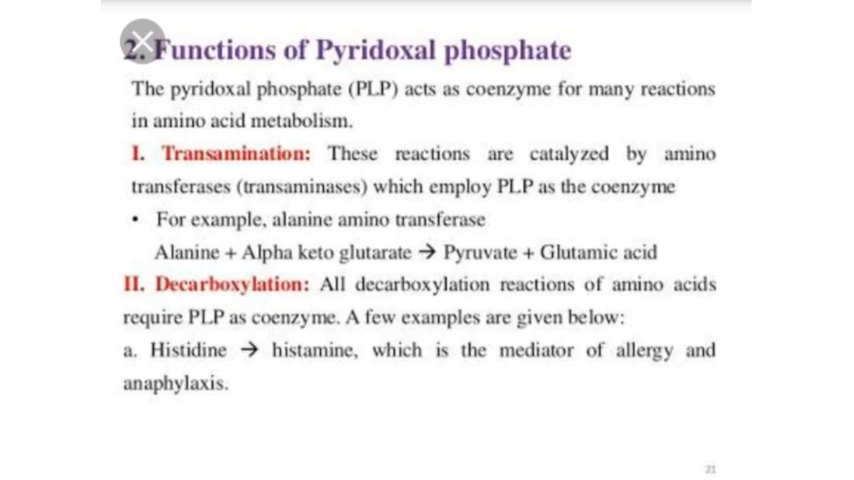 2. Functions of Pyridoxal phosphate
The pyridoxal phosphate (PLP) acts as coenzyme for many reactions
in amino acid metabolism.
I. Transamination: These reactions are catalyzed by amino
transferases (transaminases) which employ PLP as the coenzyme
• For example, alanine amino transferase
Alanine + Alpha keto glutarate → Pyruvate + Glutamic acid
II. Decarboxylation: All decarboxylation reactions of amino acids
require PLP as coenzyme. A few examples are given below:
a. Histidine → histamine, which is the mediator of allergy and
anaphylaxis.
21